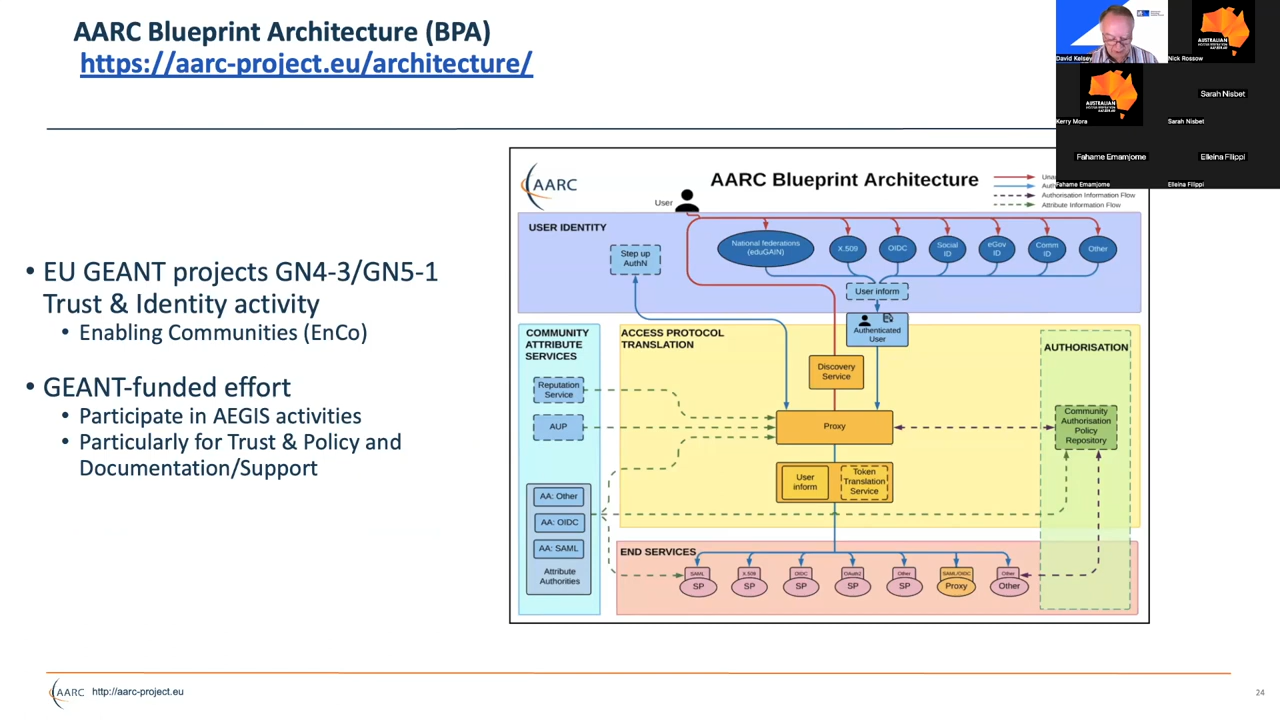 AARC Blueprint Architecture (BPA)
https://aarc-project.eu/architecture/
• EU GEANT projects GN4-3/GN5-1
Trust & Identity activity
• Enabling Communities (EnCo)
• GEANT-funded effort
• Participate in AEGIS activities
• Particularly for Trust & Policy and
Documentation/Support
AARC
AARC Blueprint Architecture
Authorisation Information Flow
Attribute Information Flow
User
USER IDENTITY
Step up
AuthN
National federations
(eduGAIN)
X.509
OIDC
Social
ID
eGov
ID
Comm
ID
Other
User inform
Authenticated
User
COMMUNITY
ATTRIBUTE
SERVICES
Reputation
Service
AUP
AA: Other
AA: OIDC
AA: SAML
Attribute
Authorities
ACCESS PROTOCOL
TRANSLATION
Discovery
Service
Proxy
User
inform
Token
Translation
Service
AUTHORISATION
Community
Authorisation
Policy
Repository
END SERVICES
SAML
SP
X.509
SP
OIDC
SP
OAuth2
SP
Other
SP
SAML/OIDC
Proxy
Other
Other
David Kelsey
AUSTRALIAN
Nick Rossow
AUSTRALIAN
Kerry Mora
Sarah Nisbet
Sarah Nisbet
Fahame Emamjome
Fahame Emamjome
Elleina Filippi
Elleina Filippi
AARC
http://aarc-project.eu
24